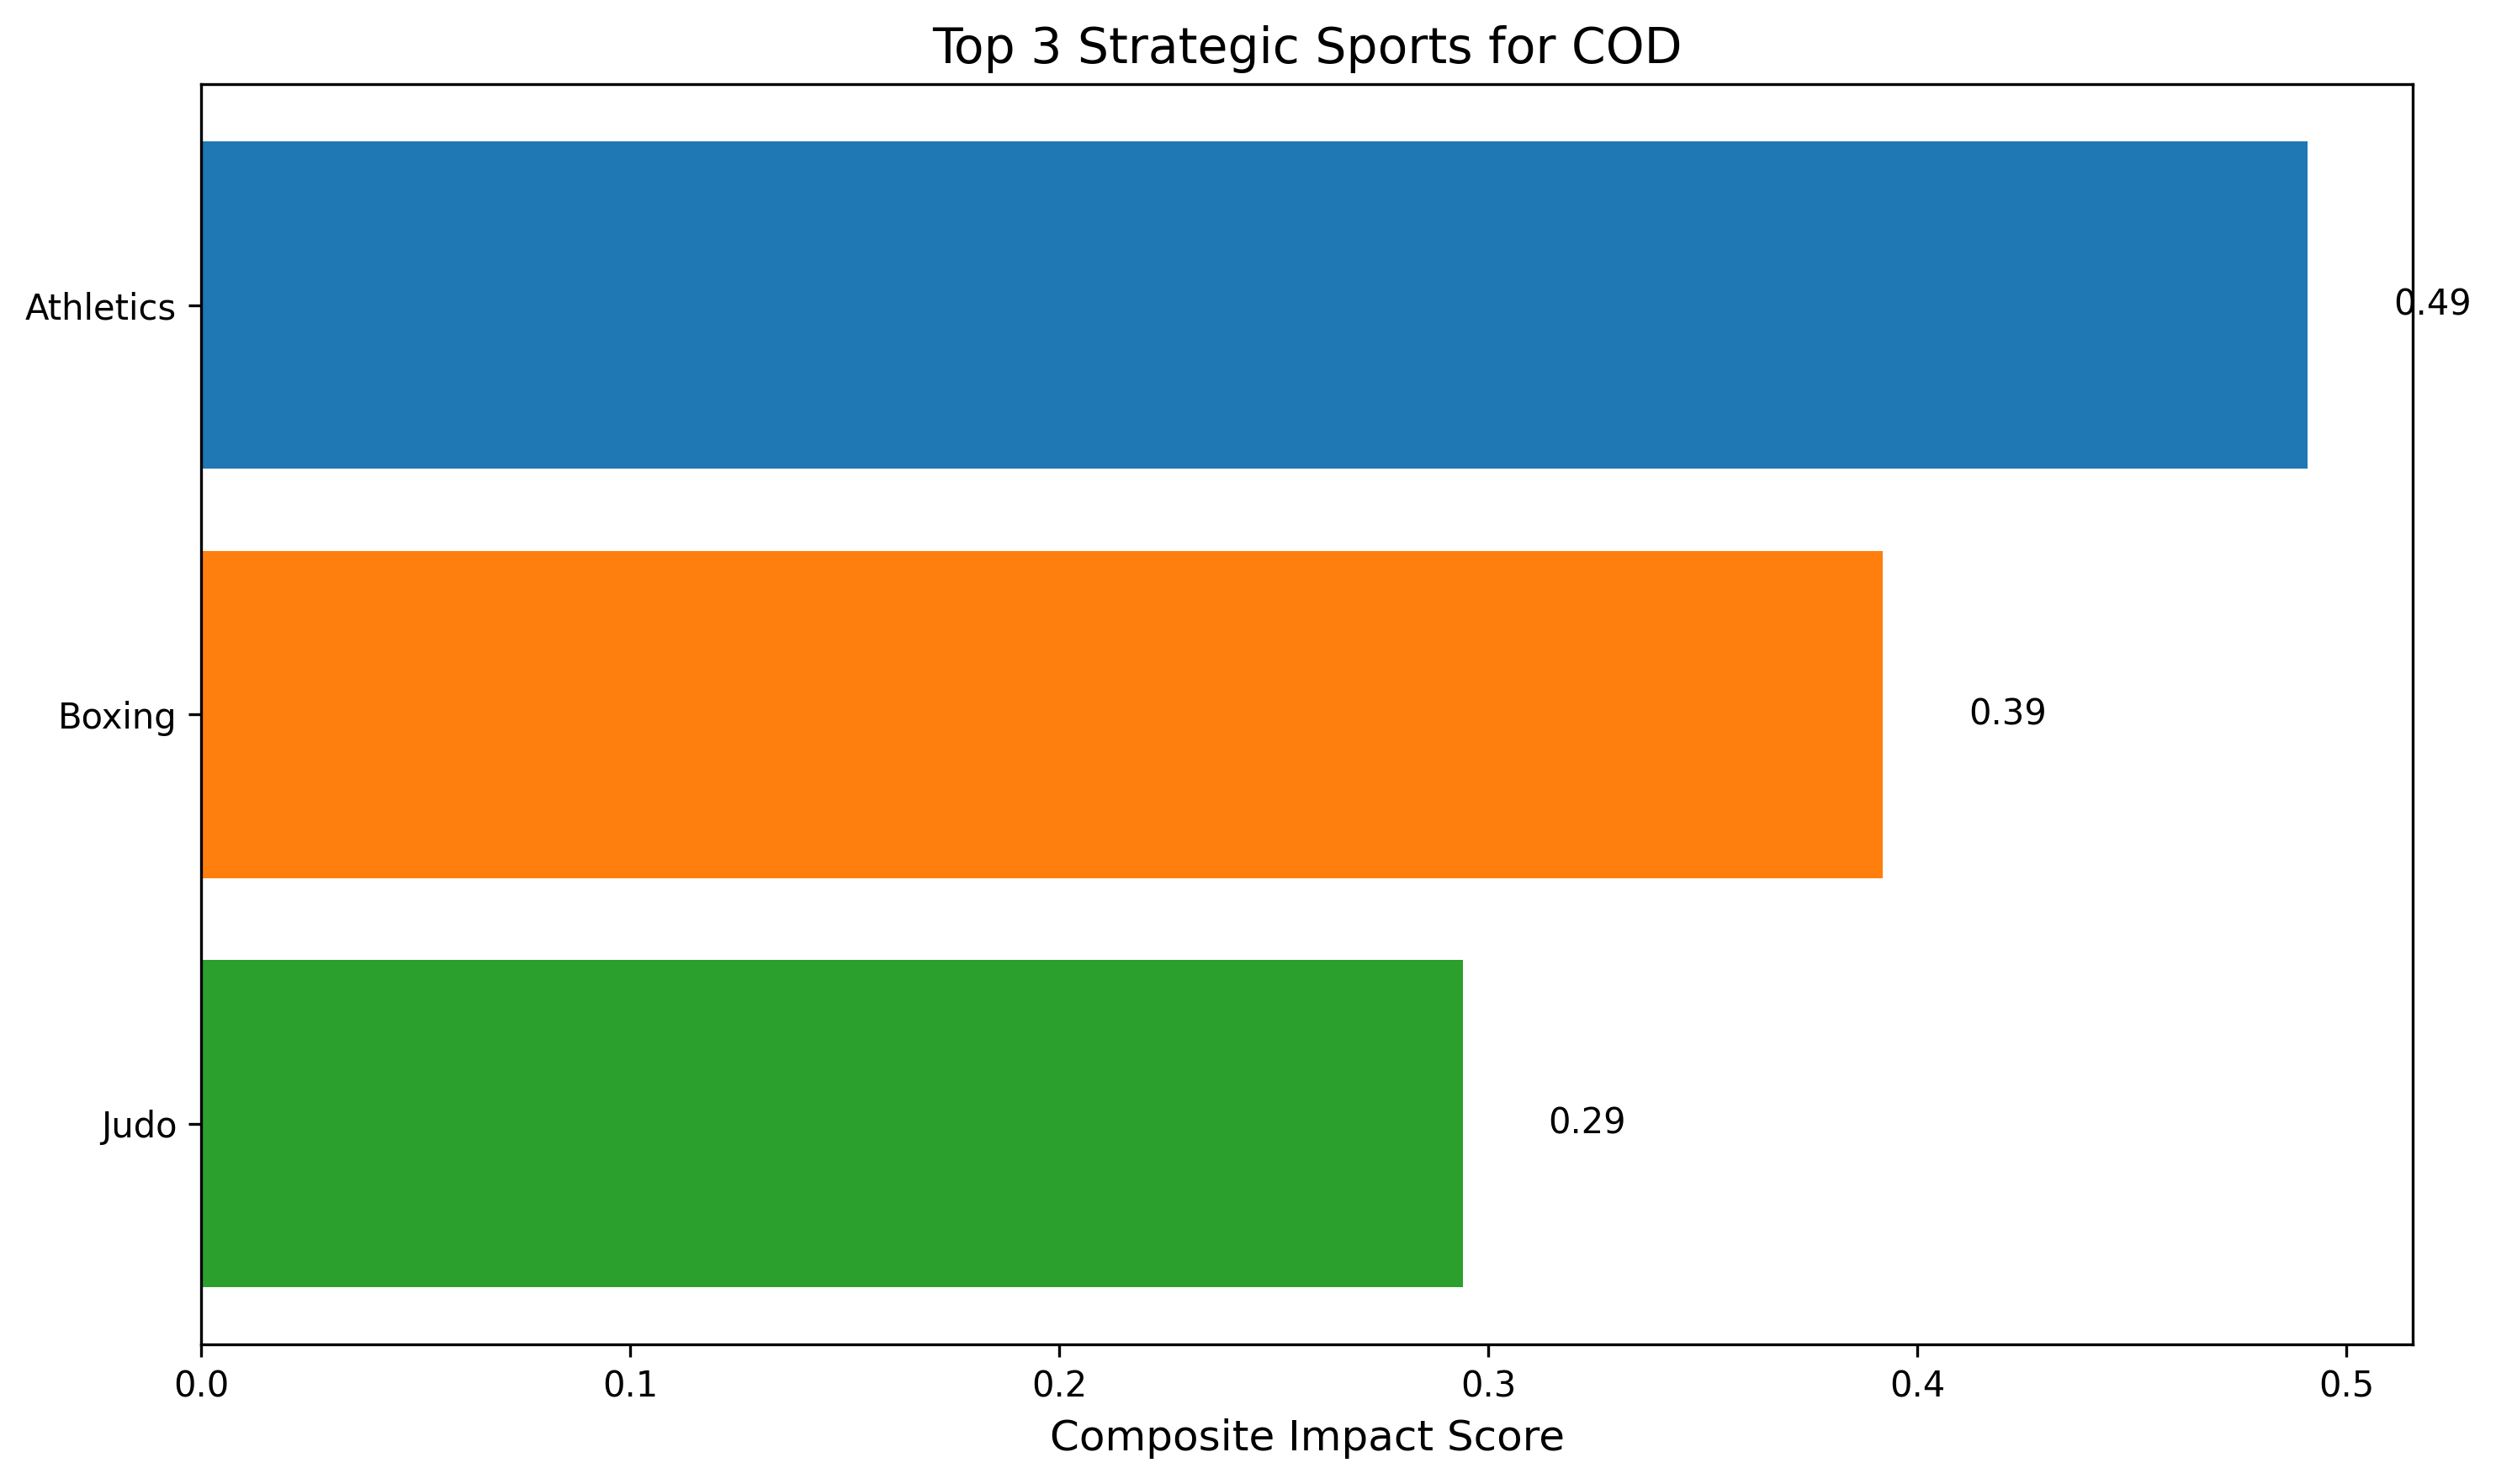 Top 3 Strategic Sports for COD
Athletics
0.49
Boxing
0.39
Judo
0.29
0.0 0.1 0.2 0.3 0.4 0.5
Composite Impact Score